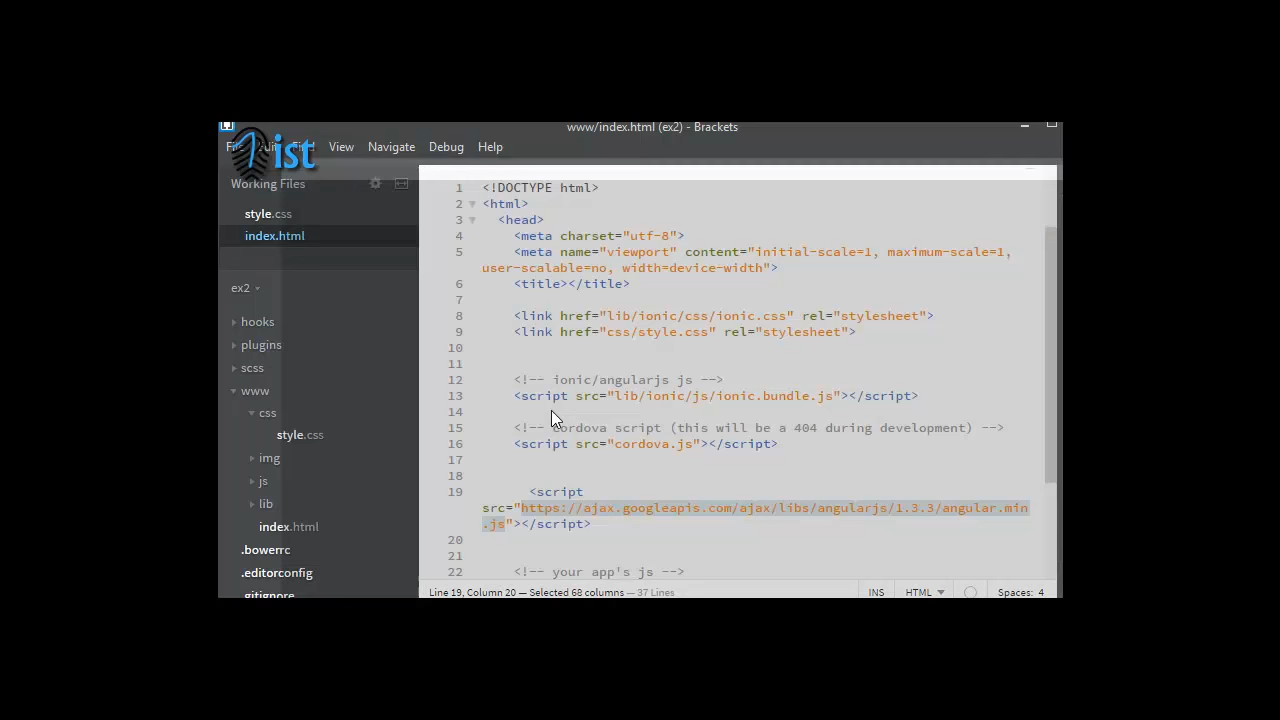 www/index.html (ex2) - Brackets
ist
View Navigate Debug Help
Working Files
style.css
index.html
ex2
hooks
plugins
scss
www
css
style.css
img
js
lib
index.html
.bowerrc
.editorconfig
.gitignore
1 <!DOCTYPE html>
2 <html>
3 <head>
4 <meta charset="utf-8">
5 <meta name="viewport" content="initial-scale=1, maximum-scale=1,
user-scalable=no, width=device-width">
6 <title></title>
7
8 <link href="lib/ionic/css/ionic.css" rel="stylesheet">
9 <link href="css/style.css" rel="stylesheet">
10
11
12 <!-- ionic/angularjs js -->
13 <script src="lib/ionic/js/ionic.bundle.js"></script>
14
15 <!-- cordova script (this will be a 404 during development) -->
16 <script src="cordova.js"></script>
17
18
19 <script
src="https://ajax.googleapis.com/ajax/libs/angularjs/1.3.3/angular.min
.js"></script>
20
21
22 <!-- your app's js -->
Line 19, Column 20 — Selected 68 columns — 37 Lines
INS HTML Spaces: 4